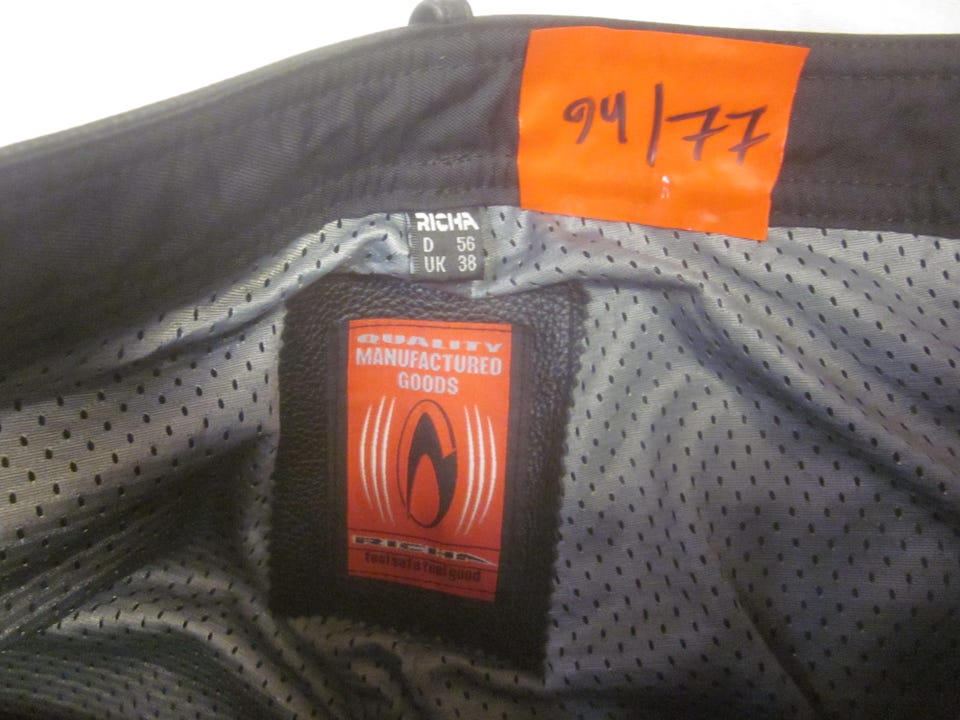 94/77
RICHA
D 56
UK 38
QUALITY
MANUFACTURED
GOODS
RICHA
feel safe feel good